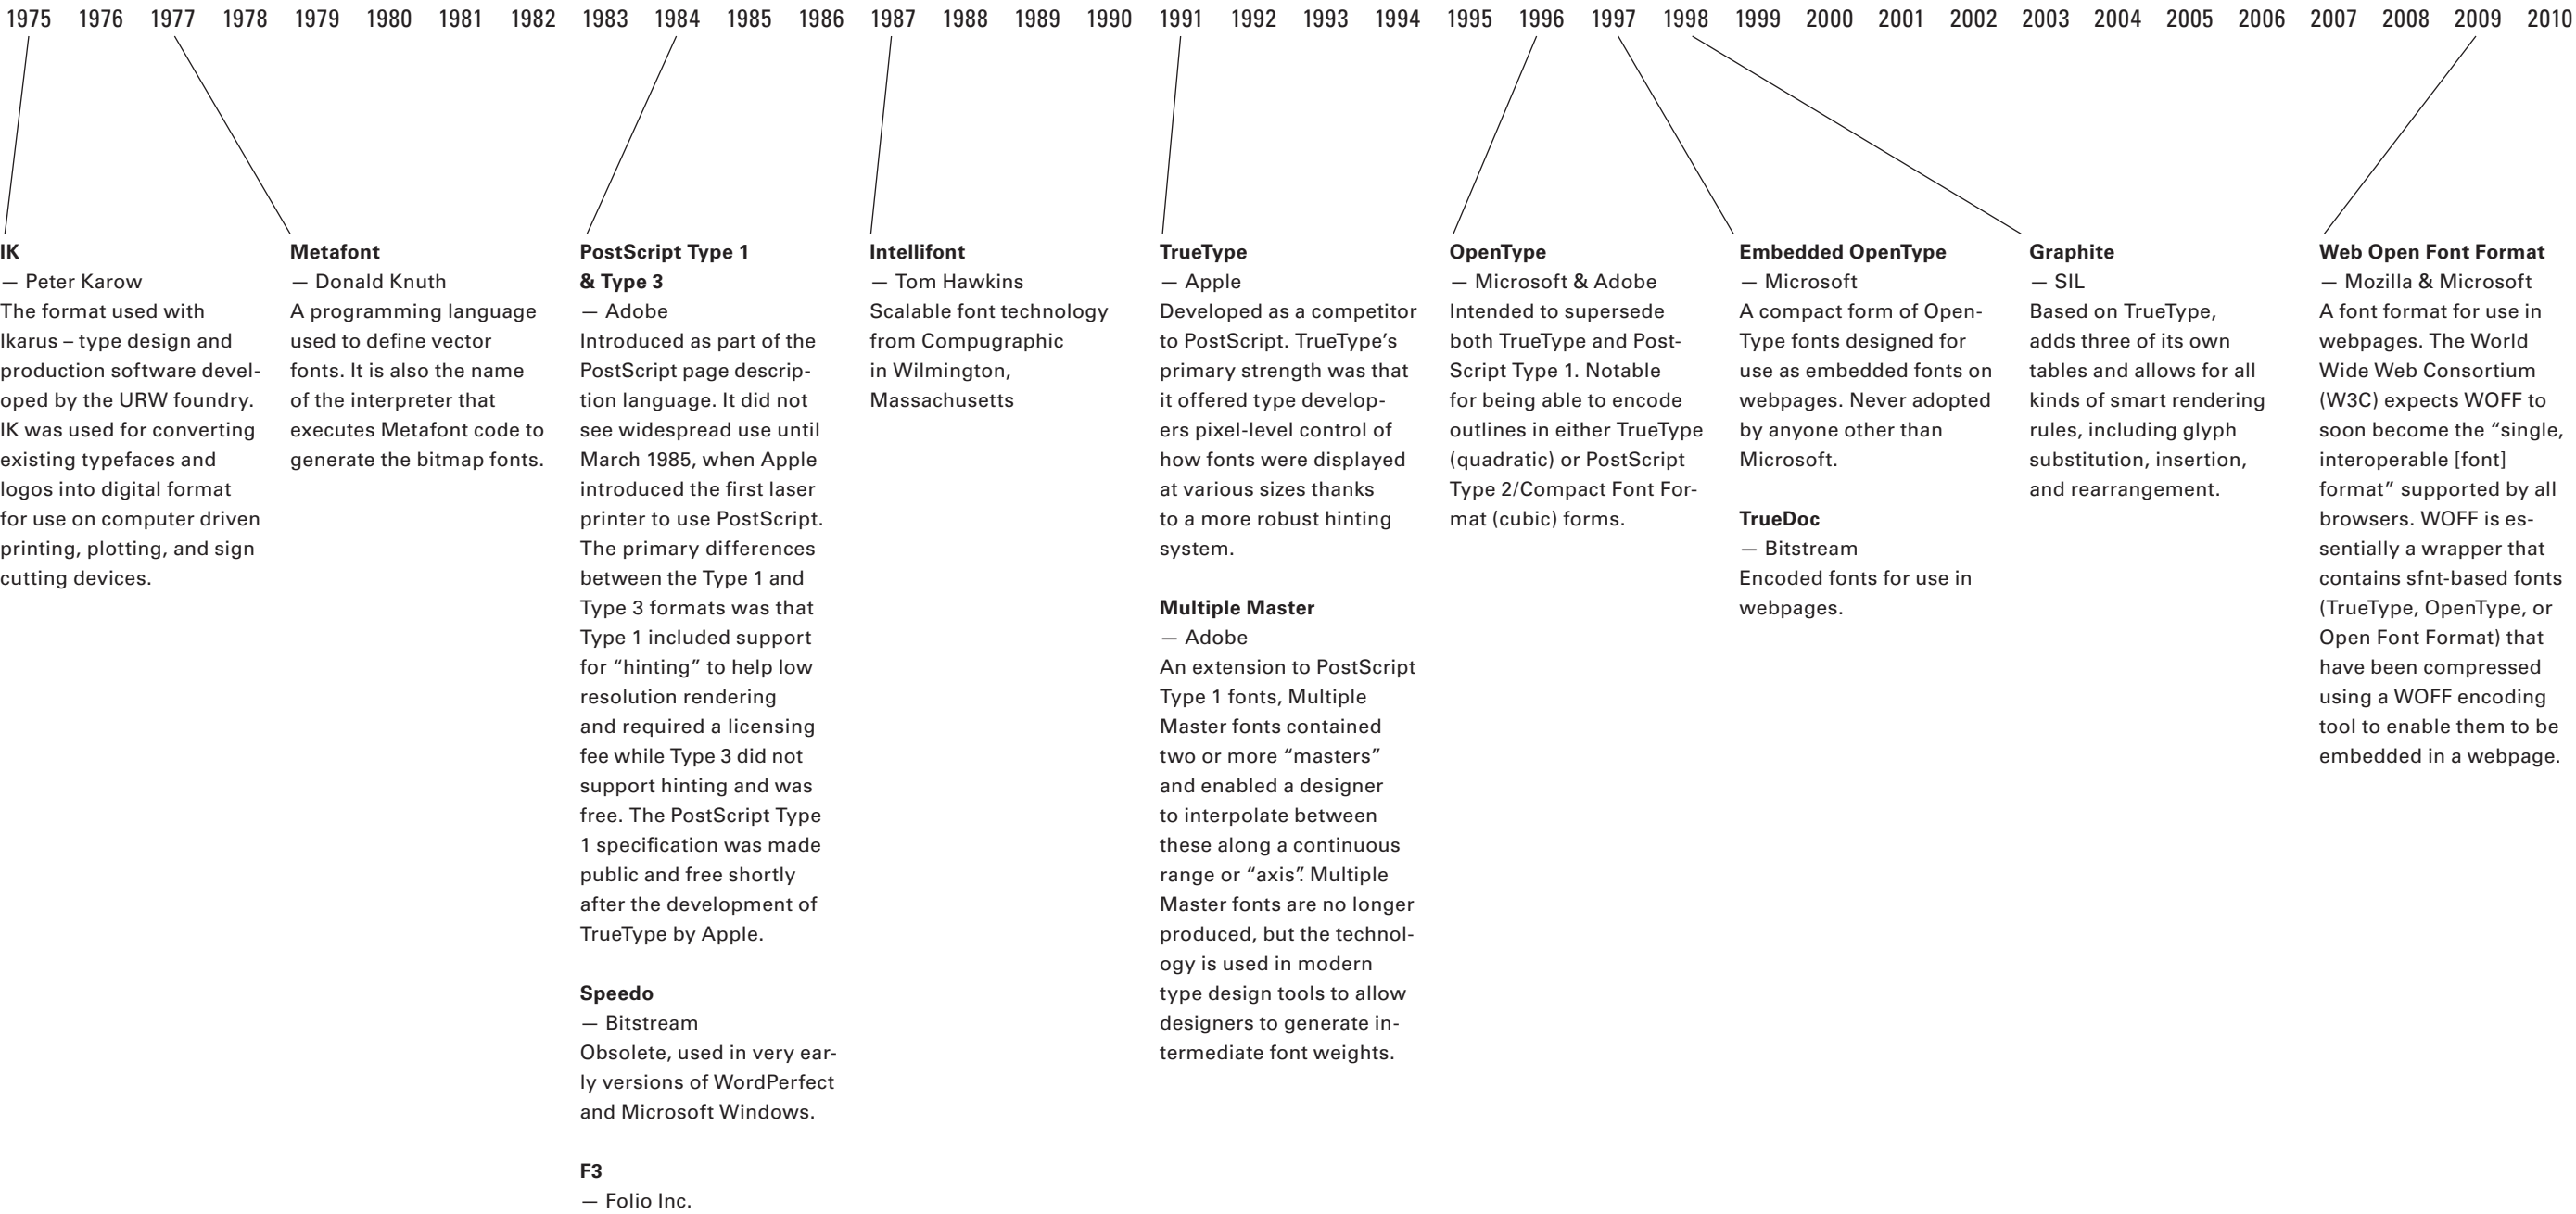 1975 1976 1977 1978 1979 1980 1981 1982 1983 1984 1985 1986 1987 1988 1989 1990 1991 1992 1993 1994 1995 1996 1997 1998 1999 2000 2001 2002 2003 2004 2005 2006 2007 2008 2009 2010
IK
— Peter Karow
The format used with
Ikarus – type design and
production software devel-
oped by the URW foundry.
IK was used for converting
existing typefaces and
logos into digital format
for use on computer driven
printing, plotting, and sign
cutting devices.
Metafont
— Donald Knuth
A programming language
used to define vector
fonts. It is also the name
of the interpreter that
executes Metafont code to
generate the bitmap fonts.
PostScript Type 1
& Type 3
— Adobe
Introduced as part of the
PostScript page descrip-
tion language. It did not
see widespread use until
March 1985, when Apple
introduced the first laser
printer to use PostScript.
The primary differences
between the Type 1 and
Type 3 formats was that
Type 1 included support
for “hinting” to help low
resolution rendering
and required a licensing
fee while Type 3 did not
support hinting and was
free. The PostScript Type
1 specification was made
public and free shortly
after the development of
TrueType by Apple.
Speedo
— Bitstream
Obsolete, used in very ear-
ly versions of WordPerfect
and Microsoft Windows.
F3
— Folio Inc.
Intellifont
— Tom Hawkins
Scalable font technology
from Compugraphic
in Wilmington,
Massachusetts
TrueType
— Apple
Developed as a competitor
to PostScript. TrueType’s
primary strength was that
it offered type develop-
ers pixel-level control of
how fonts were displayed
at various sizes thanks
to a more robust hinting
system.
Multiple Master
— Adobe
An extension to PostScript
Type 1 fonts, Multiple
Master fonts contained
two or more “masters”
and enabled a designer
to interpolate between
these along a continuous
range or “axis”. Multiple
Master fonts are no longer
produced, but the technol-
ogy is used in modern
type design tools to allow
designers to generate in-
termediate font weights.
OpenType
— Microsoft & Adobe
Intended to supersede
both TrueType and Post-
Script Type 1. Notable
for being able to encode
outlines in either TrueType
(quadratic) or PostScript
Type 2/Compact Font For-
mat (cubic) forms.
Embedded OpenType
— Microsoft
A compact form of Open-
Type fonts designed for
use as embedded fonts on
webpages. Never adopted
by anyone other than
Microsoft.
TrueDoc
— Bitstream
Encoded fonts for use in
webpages.
Graphite
— SIL
Based on TrueType,
adds three of its own
tables and allows for all
kinds of smart rendering
rules, including glyph
substitution, insertion,
and rearrangement.
Web Open Font Format
— Mozilla & Microsoft
A font format for use in
webpages. The World
Wide Web Consortium
(W3C) expects WOFF to
soon become the “single,
interoperable [font]
format” supported by all
browsers. WOFF is es-
sentially a wrapper that
contains sfnt-based fonts
(TrueType, OpenType, or
Open Font Format) that
have been compressed
using a WOFF encoding
tool to enable them to be
embedded in a webpage.